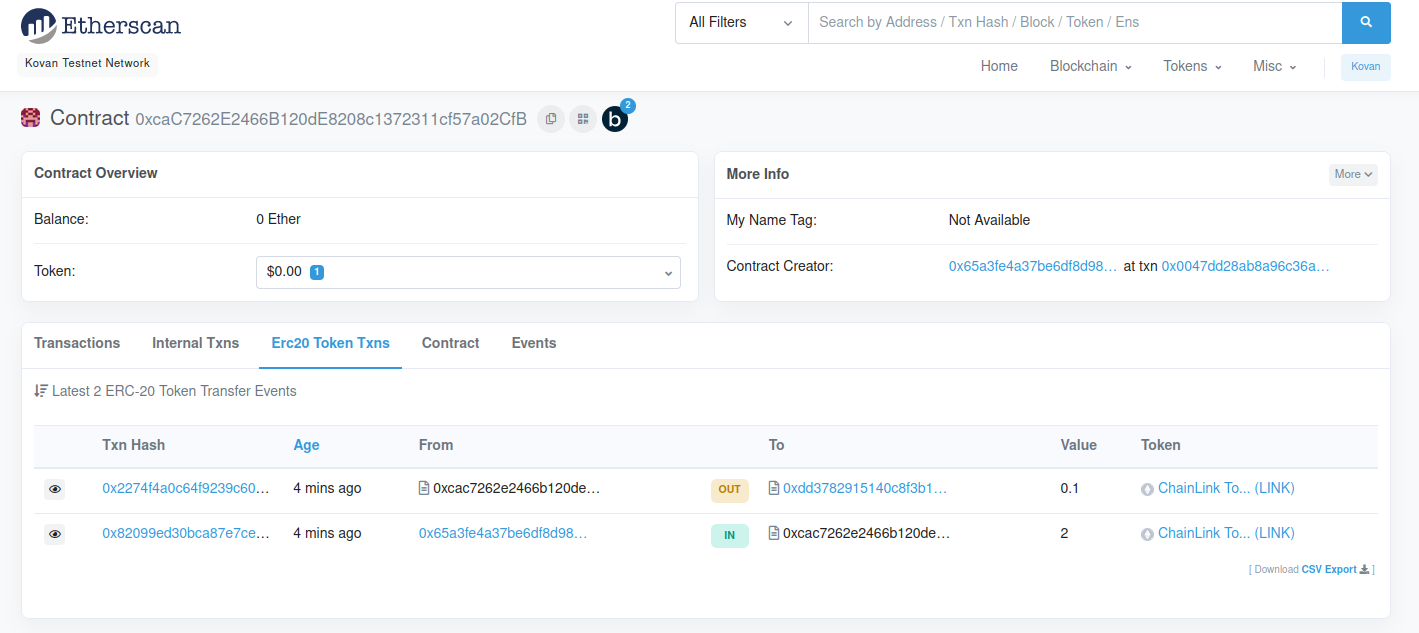 Etherscan
All Filters
Search by Address / Txn Hash / Block / Token / Ens
Kovan Testnet Network
Home Blockchain Tokens Misc Kovan
Contract 0xcaC7262E2466B120dE8208c1372311cf57a02CfB b 2
Contract Overview
Balance: 0 Ether
Token: $0.00 1
More Info More
My Name Tag: Not Available
Contract Creator: 0x65a3fe4a37be6df8d98... at txn 0x0047dd28ab8a96c36a...
Transactions Internal Txns Erc20 Token Txns Contract Events
Latest 2 ERC-20 Token Transfer Events
Txn Hash Age From To Value Token
0x2274f4a0c64f9239c60... 4 mins ago 0xcac7262e2466b120de... OUT 0xdd3782915140c8f3b1... 0.1 ChainLink To... (LINK)
0x82099ed30bca87e7ce... 4 mins ago 0x65a3fe4a37be6df8d98... IN 0xcac7262e2466b120de... 2 ChainLink To... (LINK)
[ Download CSV Export ]